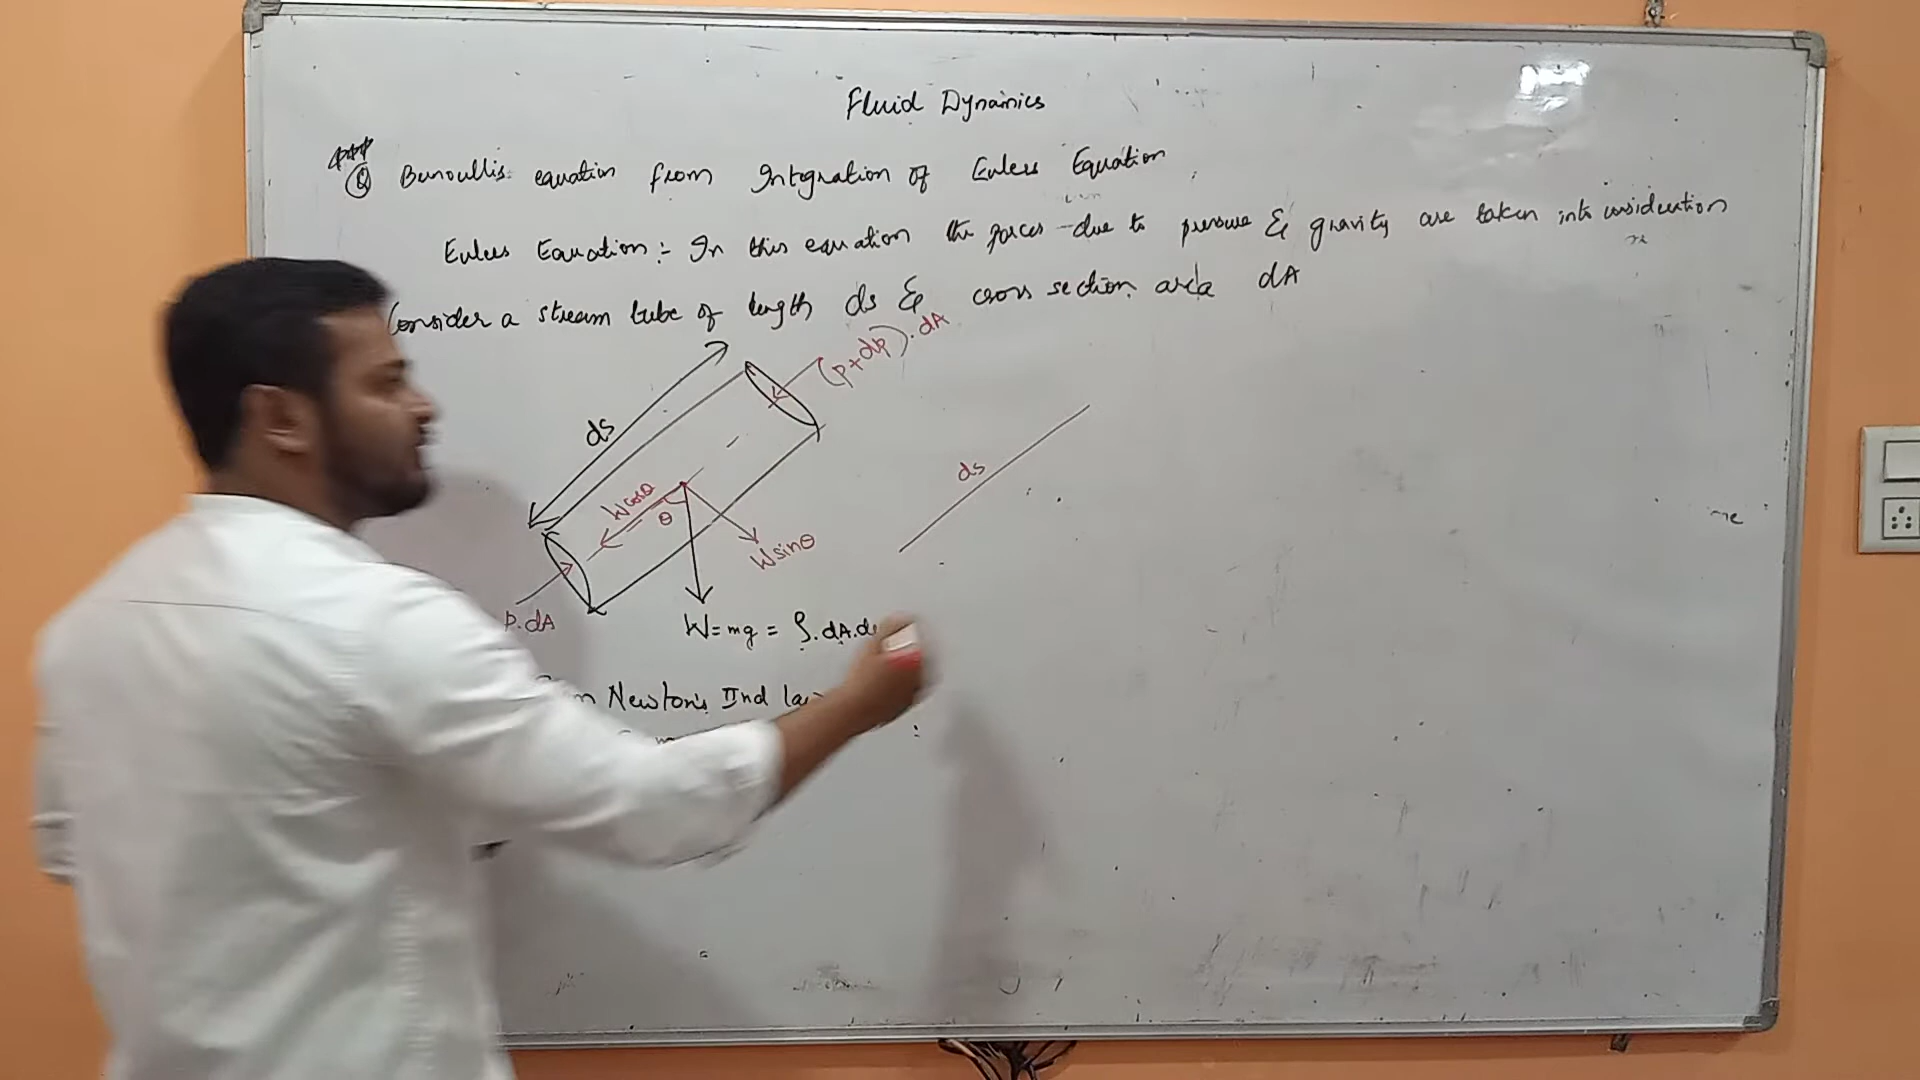 Fluid Dynamics
Q Bernoullis equation from Integration of Eulers Equation
Eulers Equation :- In this equation the forces due to pressure & gravity are taken into consideration
Consider a stream tube of length ds & cross section area dA
(P+dp).dA
ds
ds
Wcosθ
θ
Wsinθ
P.dA
W=mg = ρ.dA.d
Newton's IInd